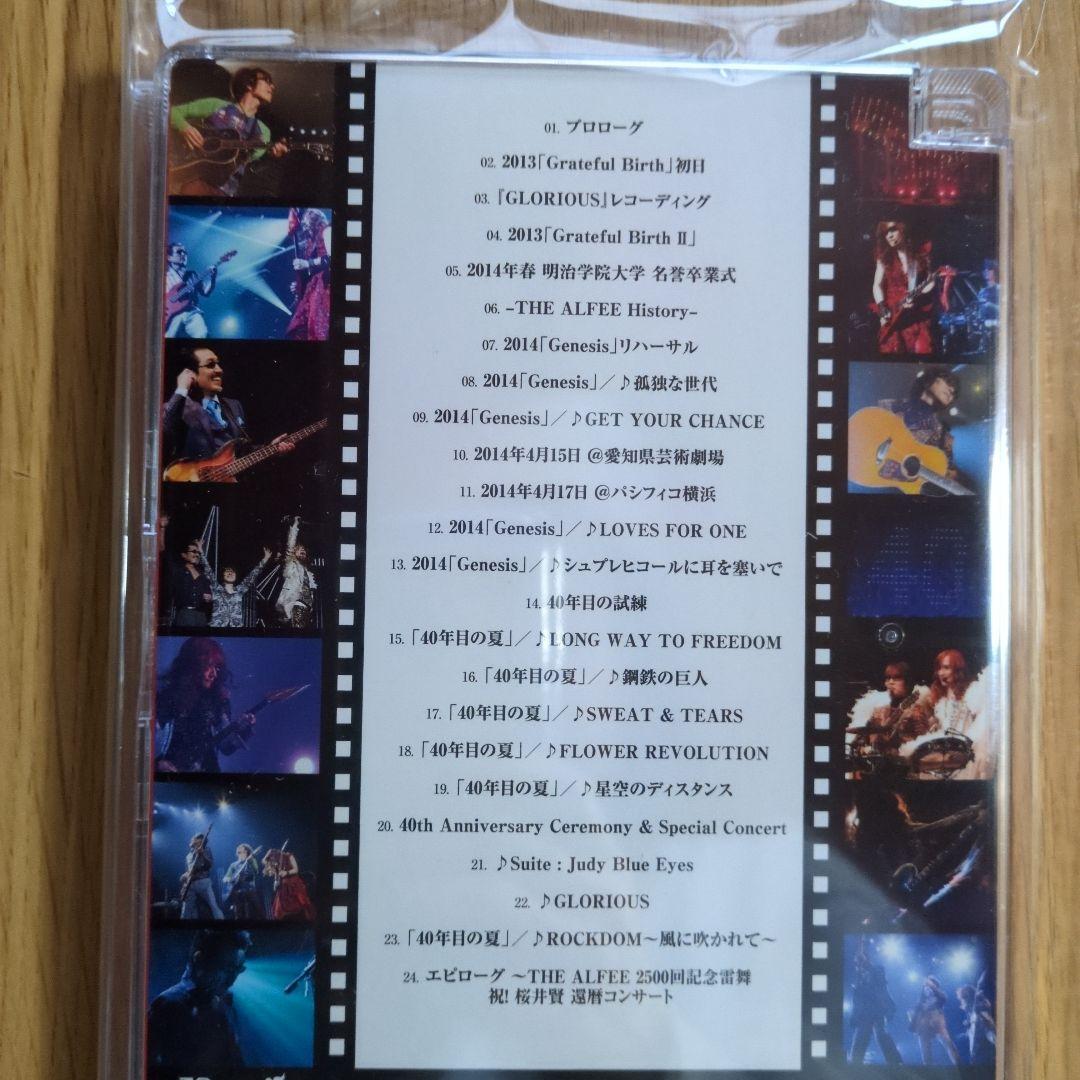 01. プロローグ
02. 2013「Grateful Birth」初日
03. 『GLORIOUS』レコーディング
04. 2013「Grateful Birth Ⅱ」
05. 2014年春 明治学院大学 名誉卒業式
06. –THE ALFEE History–
07. 2014「Genesis」リハーサル
08. 2014「Genesis」／♪孤独な世代
09. 2014「Genesis」／♪GET YOUR CHANCE
10. 2014年4月15日 @愛知県芸術劇場
11. 2014年4月17日 @パシフィコ横浜
12. 2014「Genesis」／♪LOVES FOR ONE
13. 2014「Genesis」／♪シュプレヒコールに耳を塞いで
14. 40年目の試練
15. 「40年目の夏」／♪LONG WAY TO FREEDOM
16. 「40年目の夏」／♪鋼鉄の巨人
17. 「40年目の夏」／♪SWEAT & TEARS
18. 「40年目の夏」／♪FLOWER REVOLUTION
19. 「40年目の夏」／♪星空のディスタンス
20. 40th Anniversary Ceremony & Special Concert
21. ♪Suite : Judy Blue Eyes
22. ♪GLORIOUS
23. 「40年目の夏」／♪ROCKDOM～風に吹かれて～
24. エピローグ ～THE ALFEE 2500回記念雷舞
祝! 桜井賢 還暦コンサート